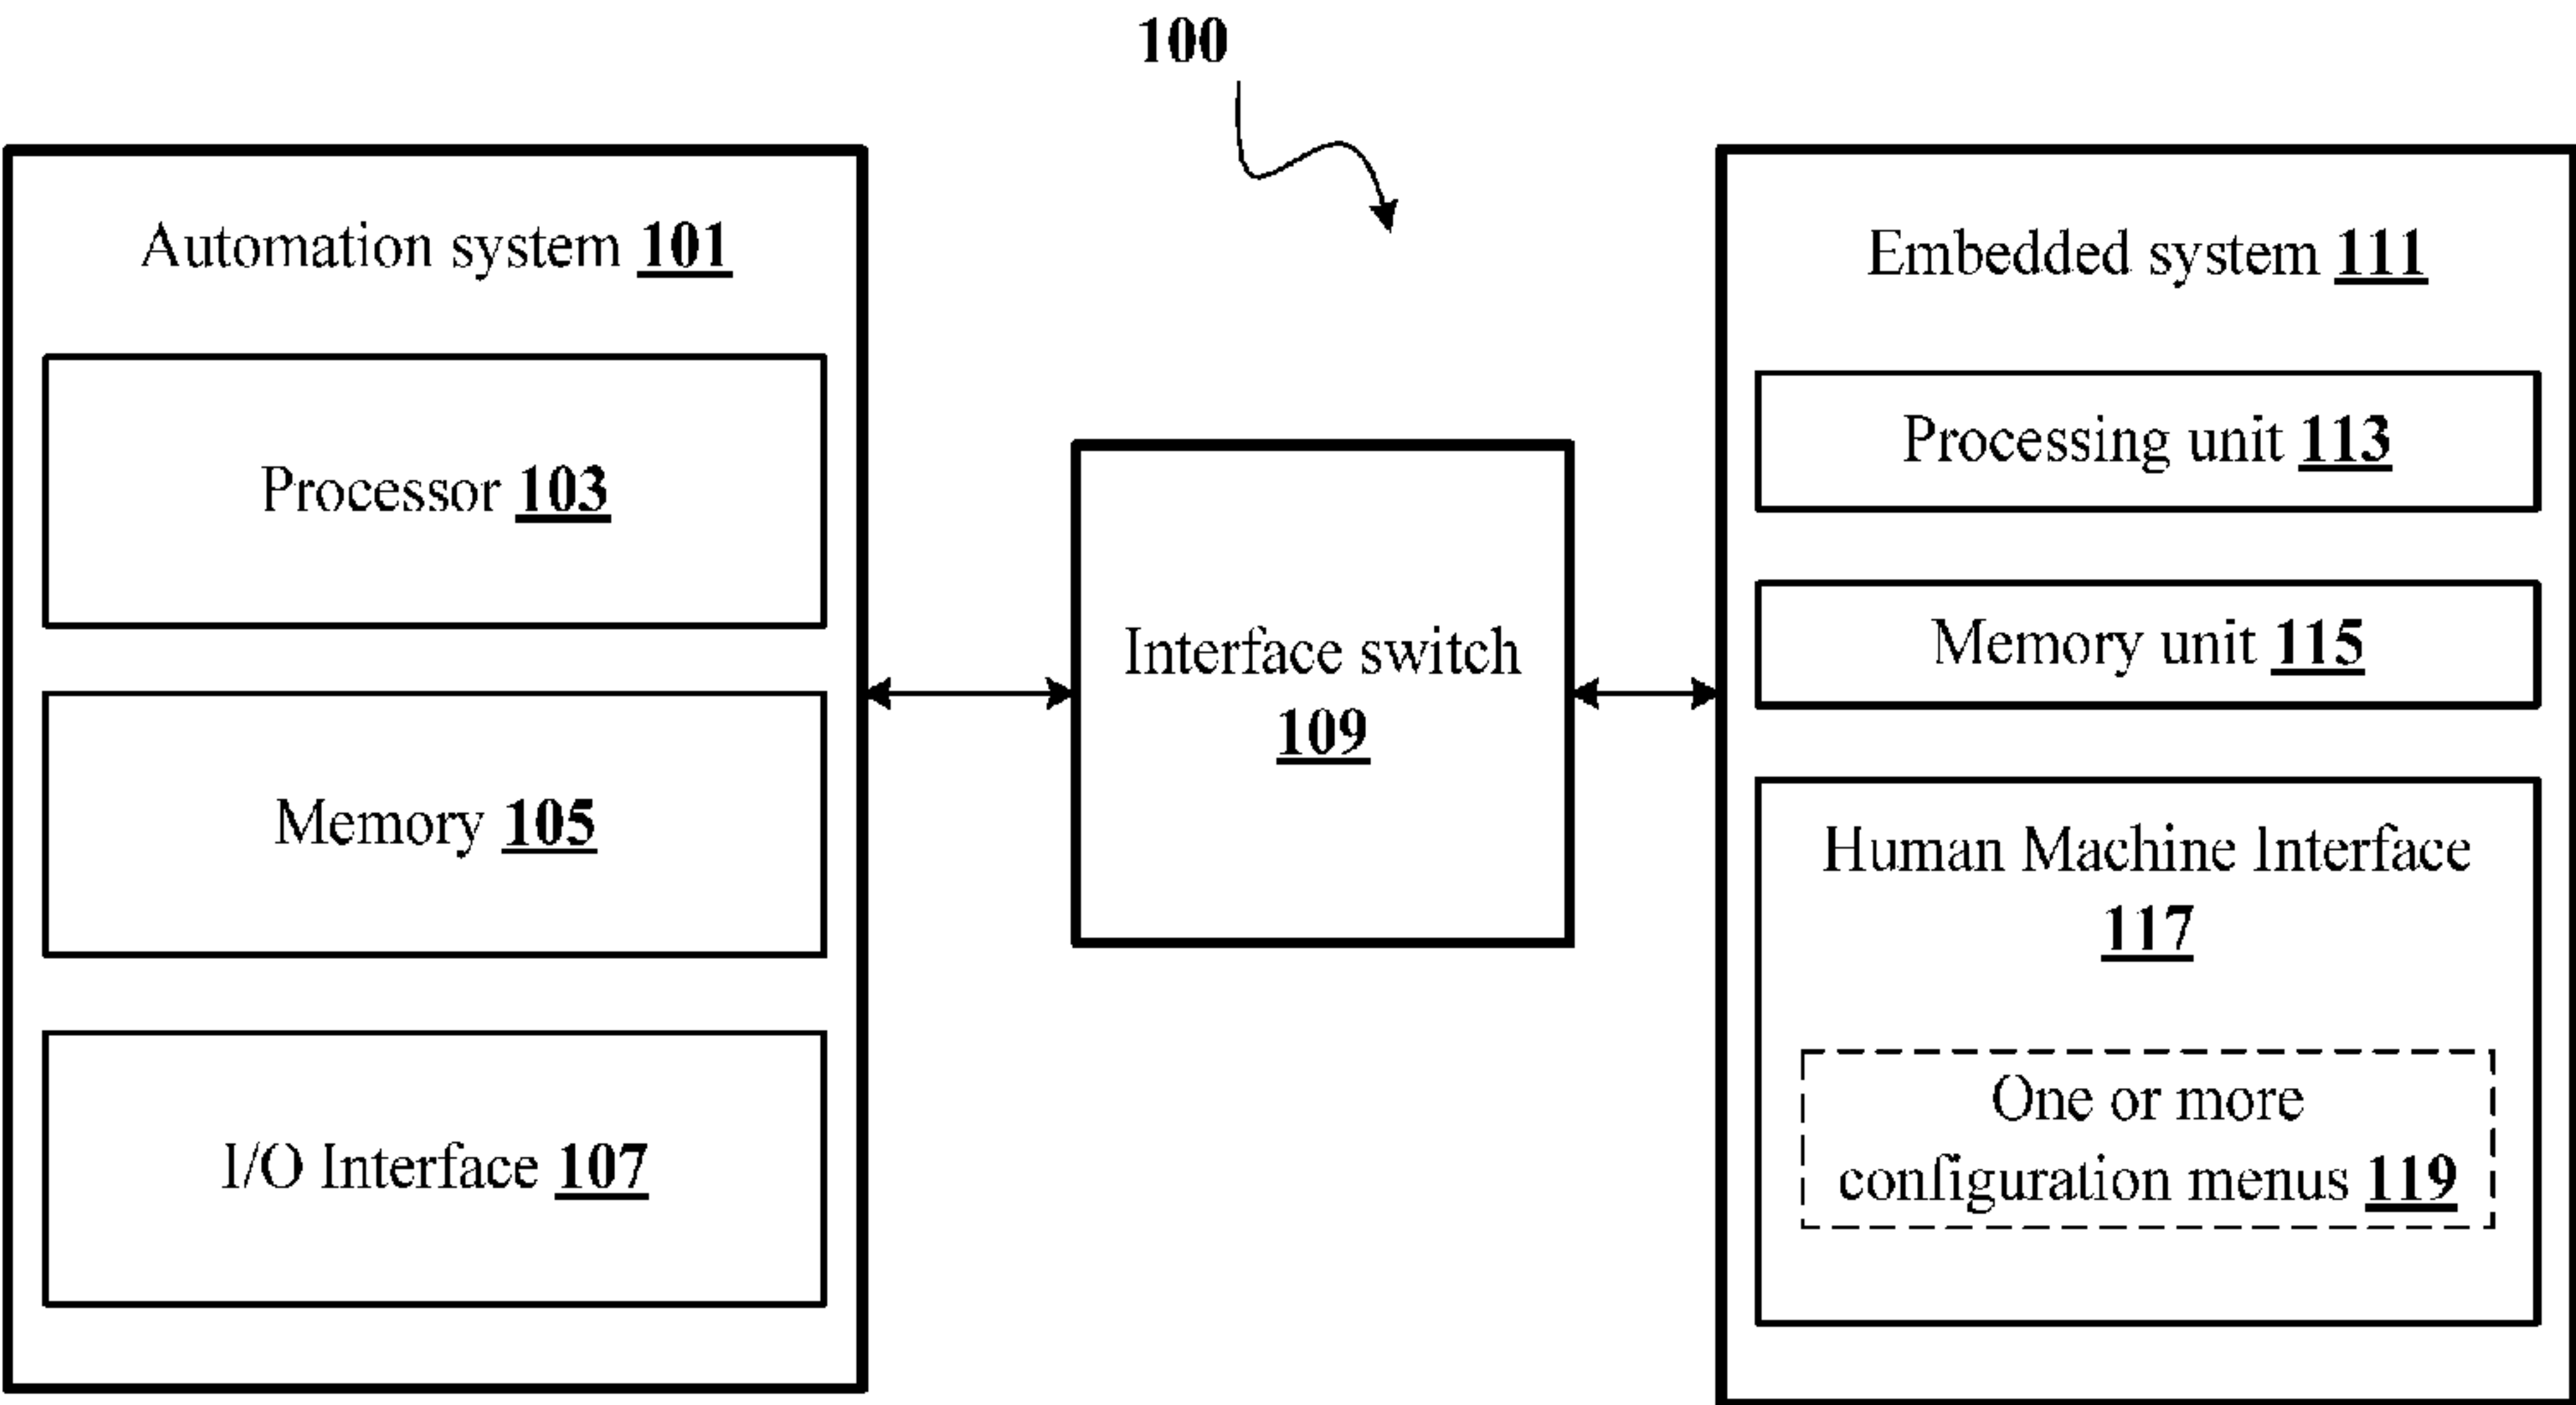 100
Automation system 101
Processor 103
Memory 105
I/O Interface 107
Interface switch
109
Embedded system 111
Processing unit 113
Memory unit 115
Human Machine Interface
117
One or more
configuration menus 119